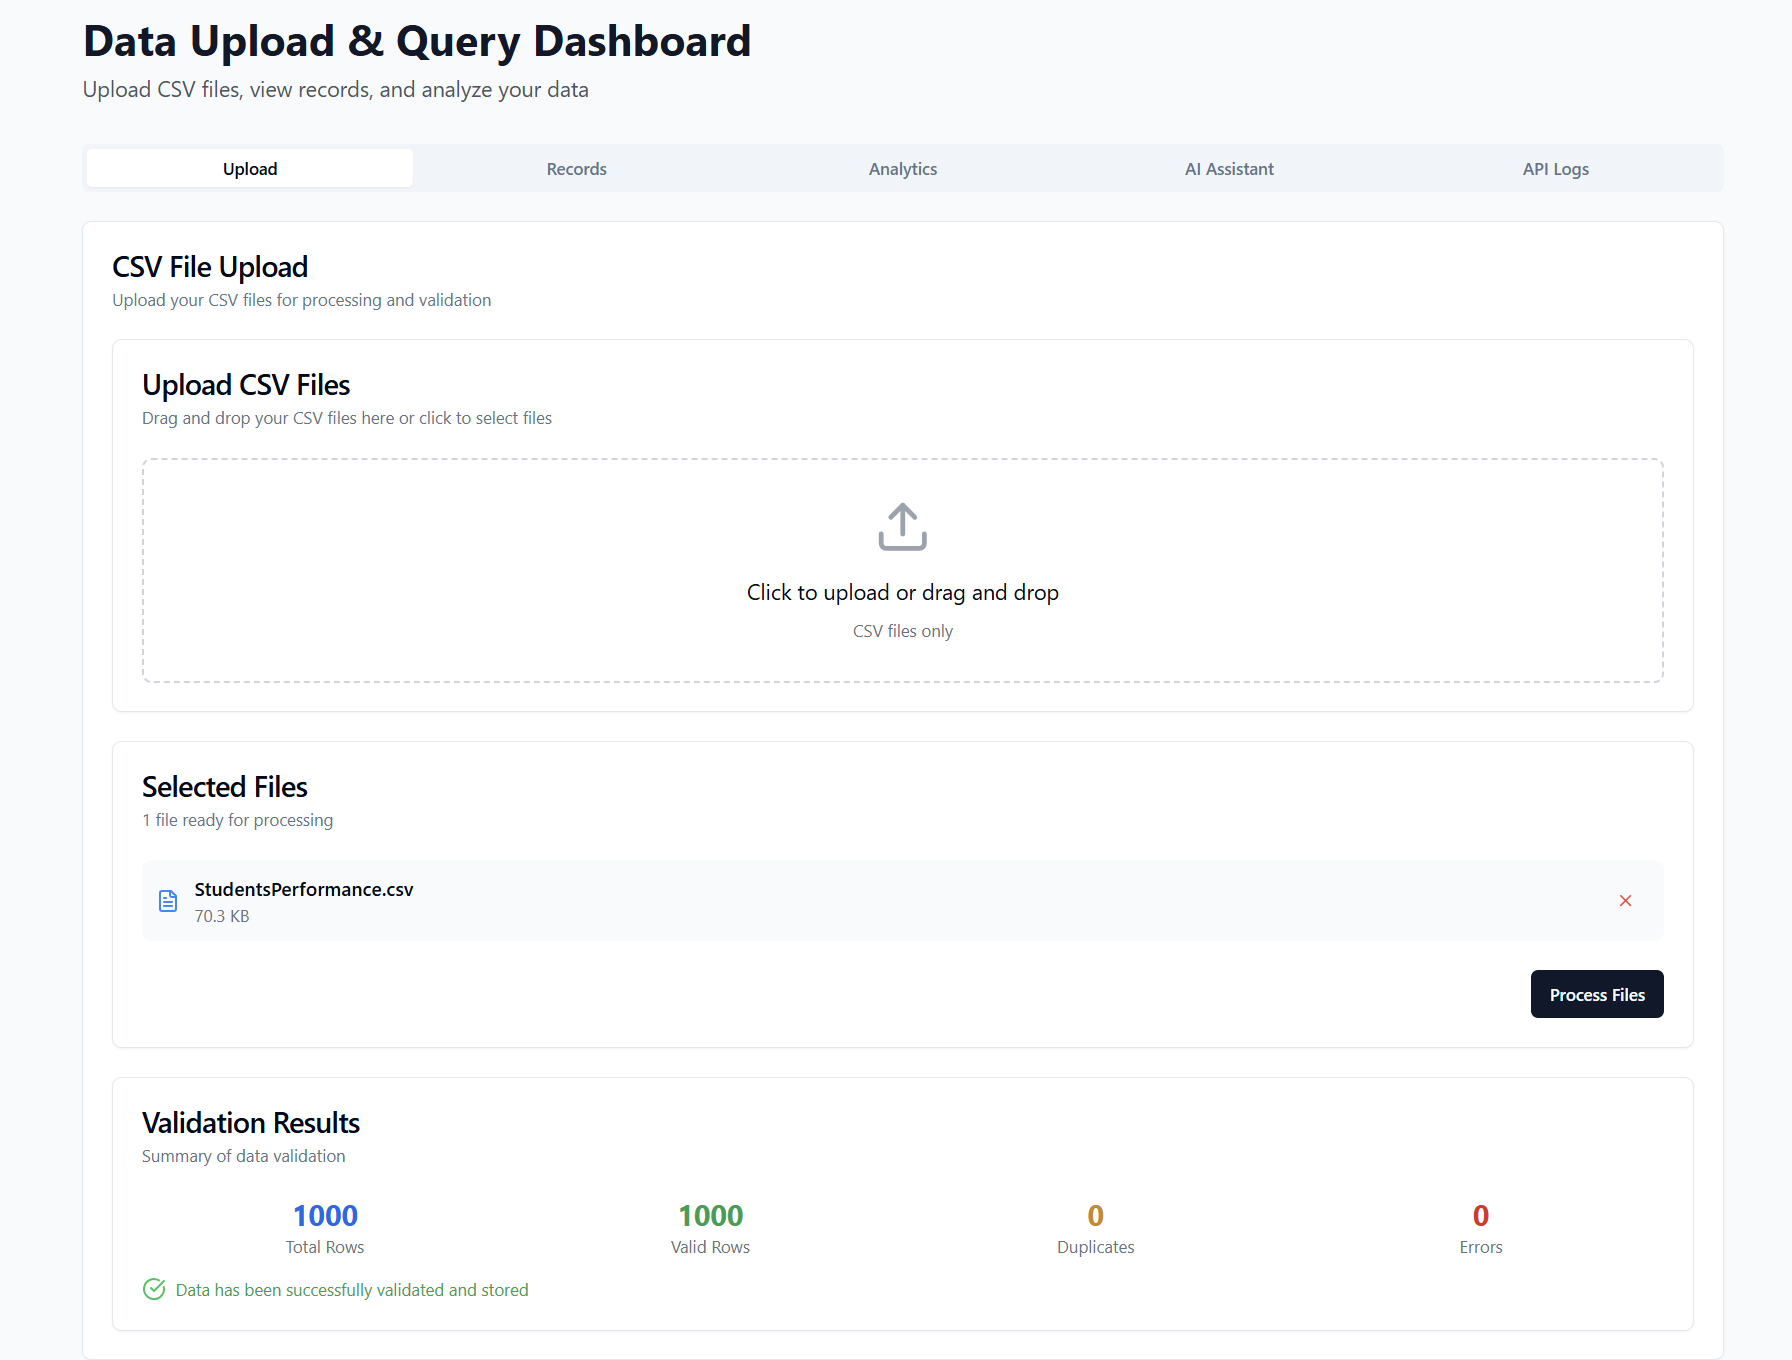 Data Upload & Query Dashboard
Upload CSV files, view records, and analyze your data
Upload
Records
Analytics
AI Assistant
API Logs
CSV File Upload
Upload your CSV files for processing and validation
Upload CSV Files
Drag and drop your CSV files here or click to select files
Click to upload or drag and drop
CSV files only
Selected Files
1 file ready for processing
StudentsPerformance.csv
70.3 KB
Process Files
Validation Results
Summary of data validation
1000
Total Rows
1000
Valid Rows
0
Duplicates
0
Errors
Data has been successfully validated and stored